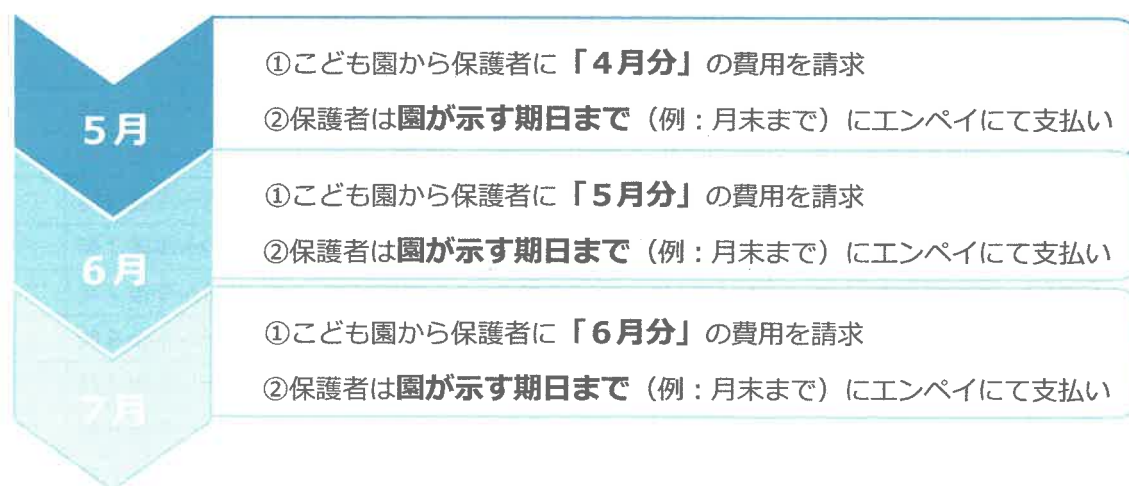 5月
①こども園から保護者に「4月分」の費用を請求
②保護者は園が示す期日まで（例：月末まで）にエンペイにて支払い
6月
①こども園から保護者に「5月分」の費用を請求
②保護者は園が示す期日まで（例：月末まで）にエンペイにて支払い
7月
①こども園から保護者に「6月分」の費用を請求
②保護者は園が示す期日まで（例：月末まで）にエンペイにて支払い